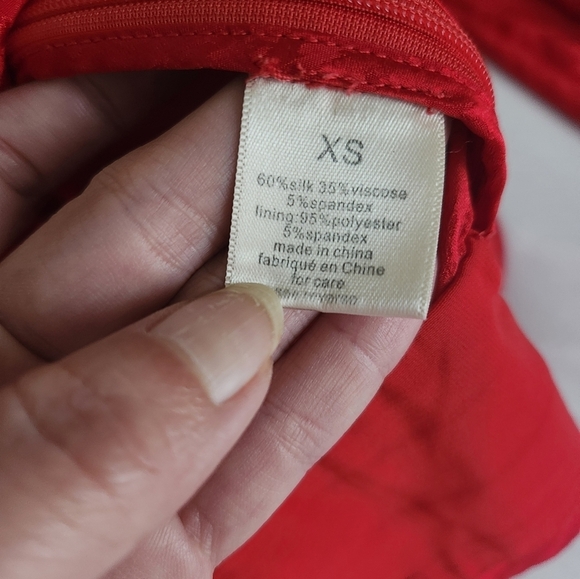 XS
60%silk 35%viscose
5%spandex
lining:95%polyester
5%spandex
made in china
fabriqué en Chine
for care